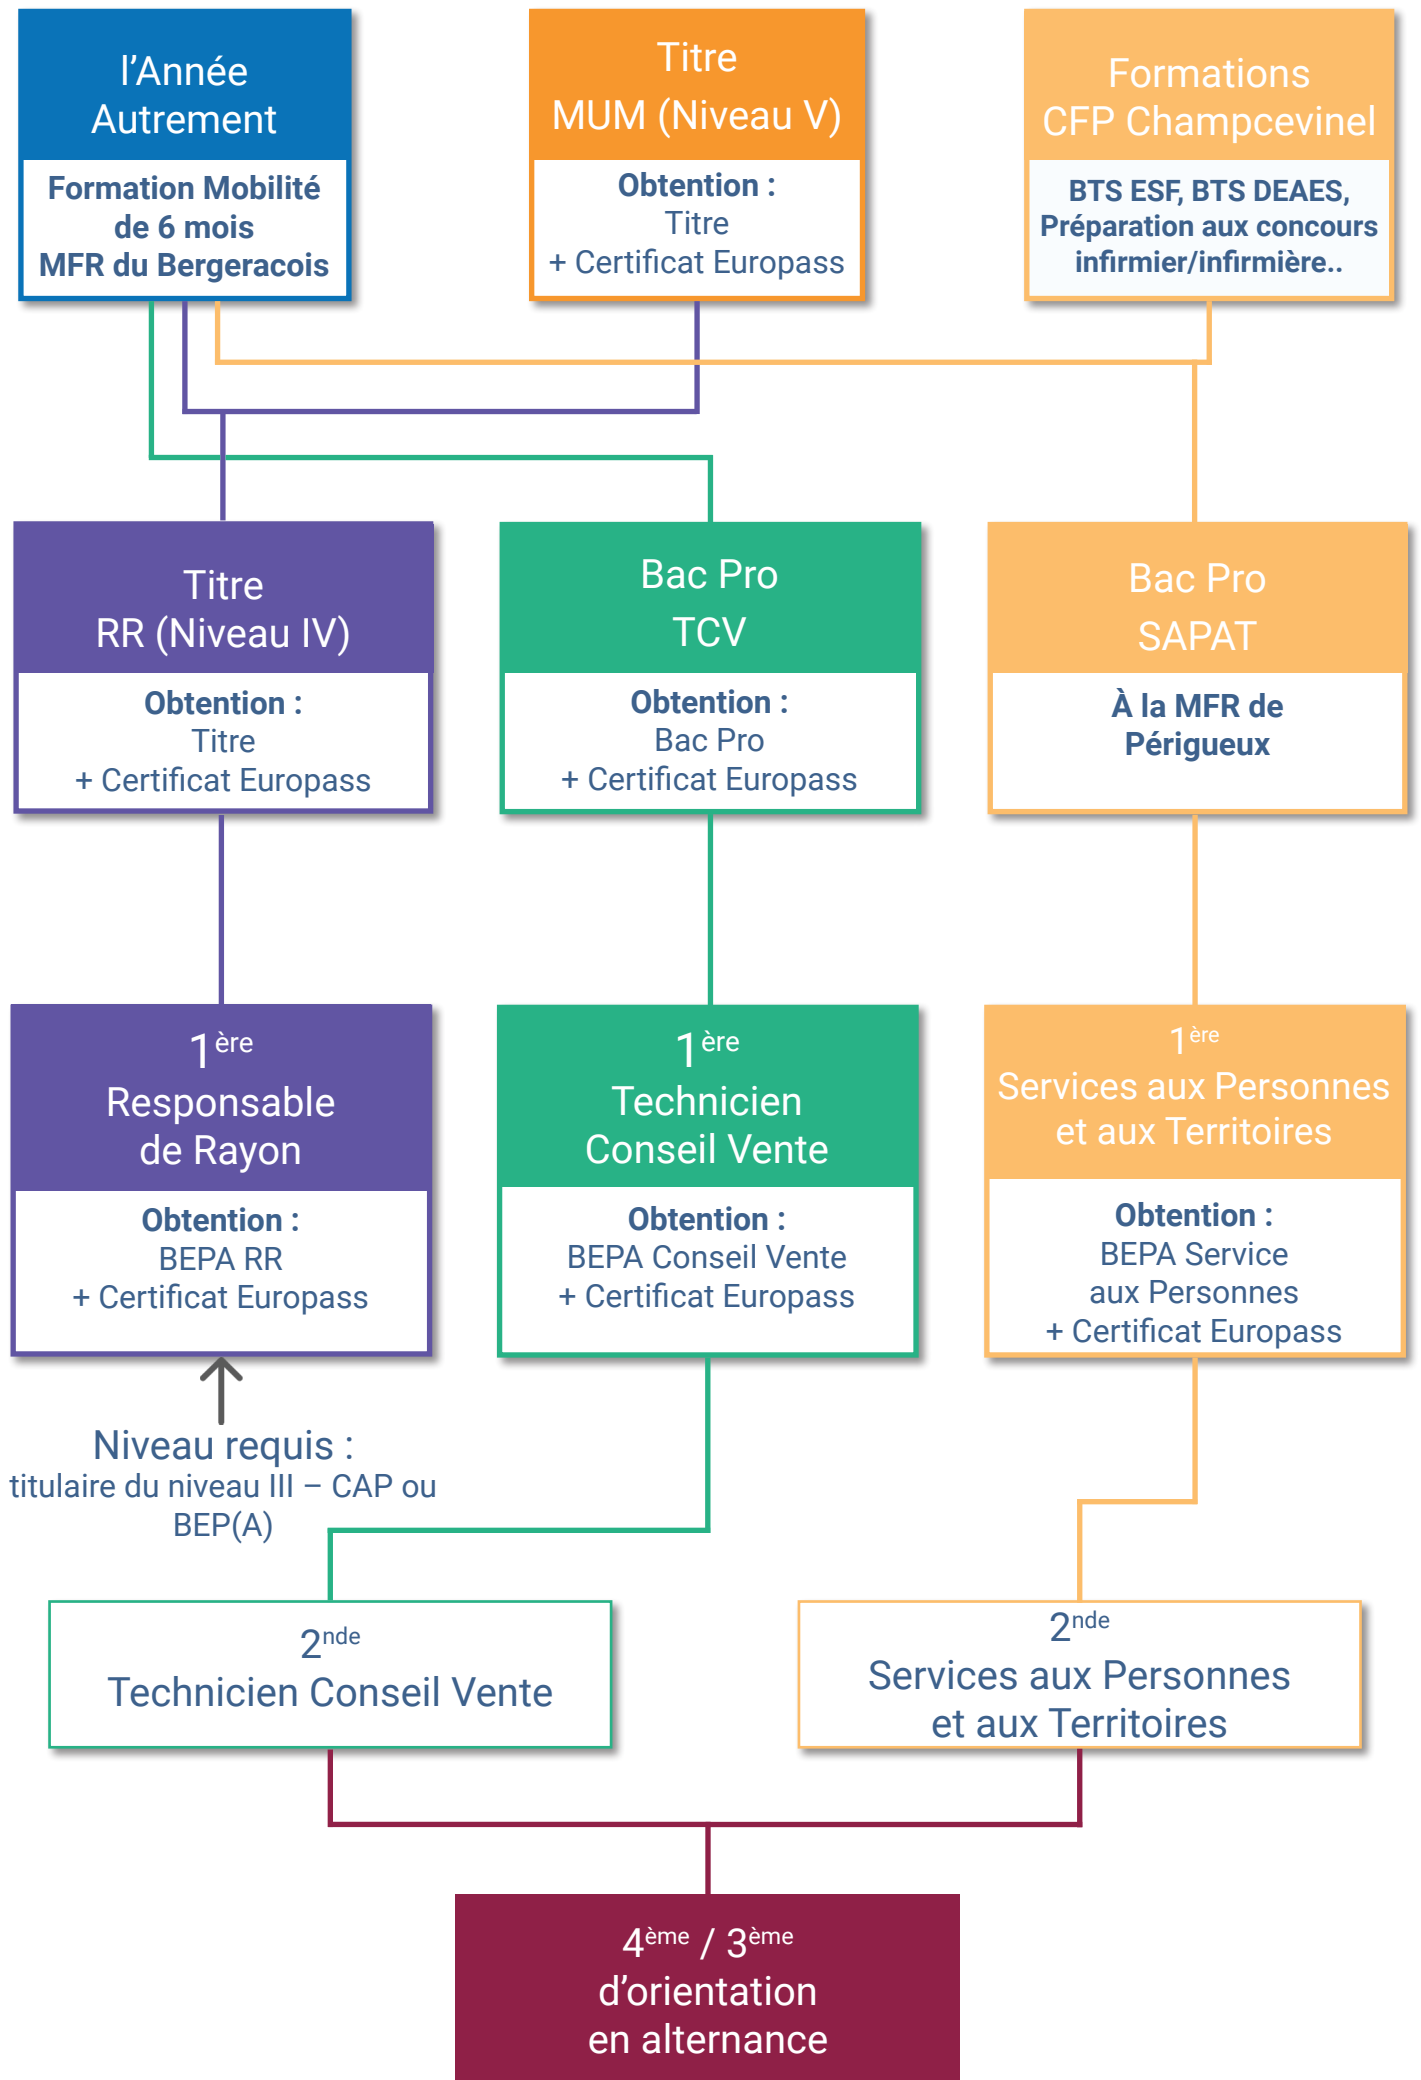 l’Année
Autrement
Formation Mobilité
de 6 mois
MFR du Bergeracois
Titre
MUM (Niveau V)
Obtention :
Titre
+ Certificat Europass
Formations
CFP Champcevinel
BTS ESF, BTS DEAES,
Préparation aux concours
infirmier/infirmière..
Titre
RR (Niveau IV)
Obtention :
Titre
+ Certificat Europass
Bac Pro
TCV
Obtention :
Bac Pro
+ Certificat Europass
Bac Pro
SAPAT
À la MFR de
Périgueux
1ère
Responsable
de Rayon
Obtention :
BEPA RR
+ Certificat Europass
1ère
Technicien
Conseil Vente
Obtention :
BEPA Conseil Vente
+ Certificat Europass
1ère
Services aux Personnes
et aux Territoires
Obtention :
BEPA Service
aux Personnes
+ Certificat Europass
Niveau requis :
titulaire du niveau III – CAP ou
BEP(A)
2nde
Technicien Conseil Vente
2nde
Services aux Personnes
et aux Territoires
4ème / 3ème
d’orientation
en alternance